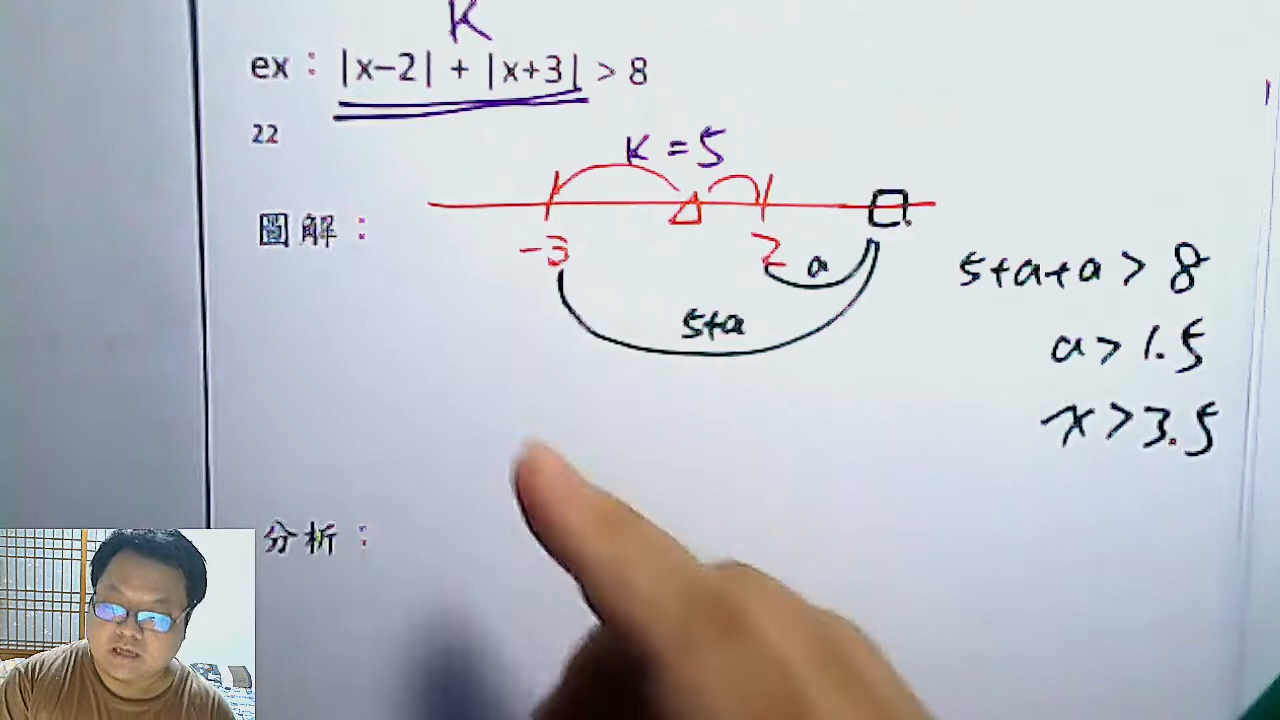 K
ex：|x−2| + |x+3| > 8
22
K = 5
圖解：
-3
2
a
5+a
5+a+a > 8
a > 1.5
x > 3.5
分析：